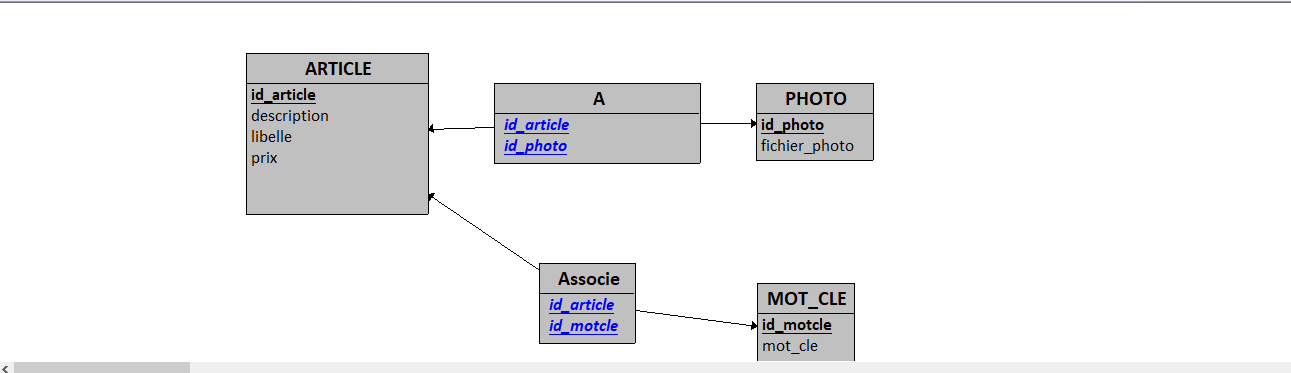 ARTICLE
id_article
description
libelle
prix
A
id_article
id_photo
PHOTO
id_photo
fichier_photo
Associe
id_article
id_motcle
MOT_CLE
id_motcle
mot_cle